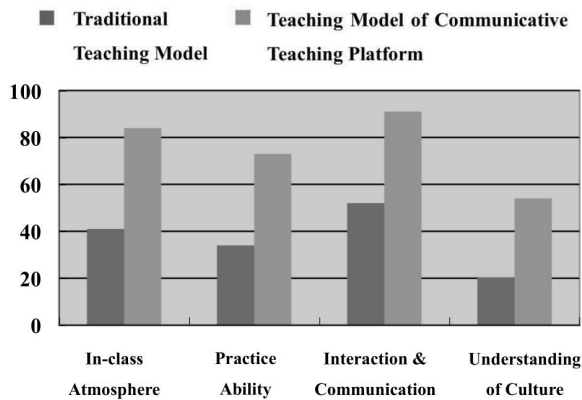 Traditional Teaching Model
Teaching Model of Communicative Teaching Platform
100
80
60
40
20
0
In-class Atmosphere
Practice Ability
Interaction & Communication
Understanding of Culture